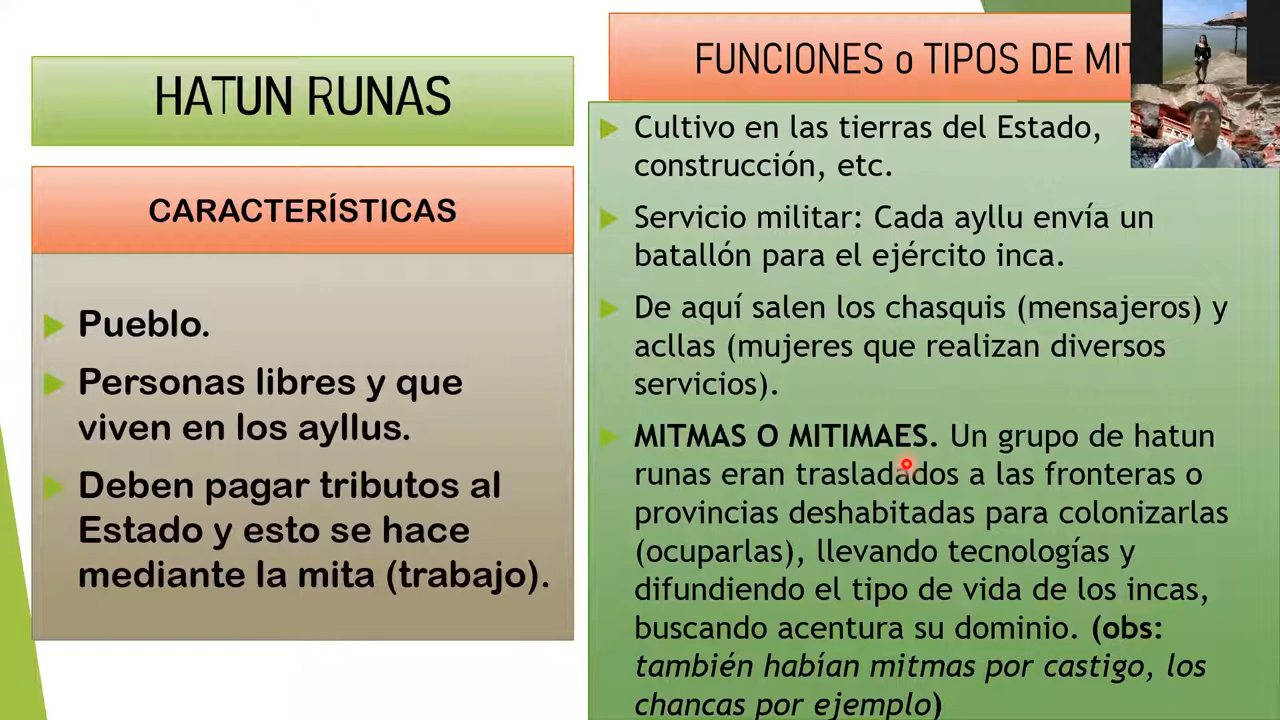 HATUN RUNAS
CARACTERÍSTICAS
Pueblo.
Personas libres y que
viven en los ayllus.
Deben pagar tributos al
Estado y esto se hace
mediante la mita (trabajo).
FUNCIONES o TIPOS DE MIT
Cultivo en las tierras del Estado,
construcción, etc.
Servicio militar: Cada ayllu envía un
batallón para el ejército inca.
De aquí salen los chasquis (mensajeros) y
acllas (mujeres que realizan diversos
servicios).
MITMAS O MITIMAES. Un grupo de hatun
runas eran trasladados a las fronteras o
provincias deshabitadas para colonizarlas
(ocuparlas), llevando tecnologías y
difundiendo el tipo de vida de los incas,
buscando acentura su dominio. (obs:
también habían mitmas por castigo, los
chancas por ejemplo)